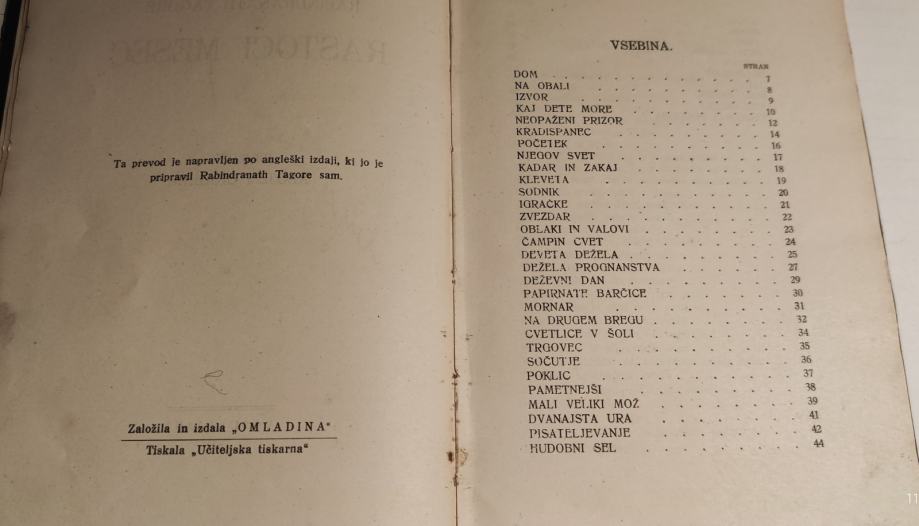 Ta prevod je napravljen po angleški izdaji, ki jo je
pripravil Rabindranath Tagore sam.
Založila in izdala „OMLADINA“
Tiskala „Učiteljska tiskarna“
VSEBINA.
STRAN
DOM . . . . . . . . . . . 7
NA OBALI . . . . . . . . . 8
IZVOR . . . . . . . . . . 9
KAJ DETE MORE . . . . . . . 10
NEOPAŽENI PRIZOR . . . . . . 12
KRADISPANEC . . . . . . . . 14
POČETEK . . . . . . . . . 16
NJEGOV SVET . . . . . . . . 17
KADAR IN ZAKAJ . . . . . . . 18
KLEVETA . . . . . . . . . 19
SODNIK . . . . . . . . . . 20
IGRAČKE . . . . . . . . . 21
ZVEZDAR . . . . . . . . . 22
OBLAKI IN VALOVI . . . . . . . 23
ČAMPIN CVET . . . . . . . . 24
DEVETA DEŽELA . . . . . . . . 25
DEŽELA PROGNANSTVA . . . . . . 27
DEŽEVNI DAN . . . . . . . . 29
PAPIRNATE BARČICE . . . . . . 30
MORNAR . . . . . . . . . . 31
NA DRUGEM BREGU . . . . . . . 32
CVETLICE V ŠOLI . . . . . . . 34
TRGOVEC . . . . . . . . . 35
SOČUTJE . . . . . . . . . 36
POKLIC . . . . . . . . . . 37
PAMETNEJŠI . . . . . . . . 38
MALI VELIKI MOŽ . . . . . . . 39
DVANAJSTA URA . . . . . . . 41
PISATELJEVANJE . . . . . . . 42
HUDOBNI SEL . . . . . . . . 44
11